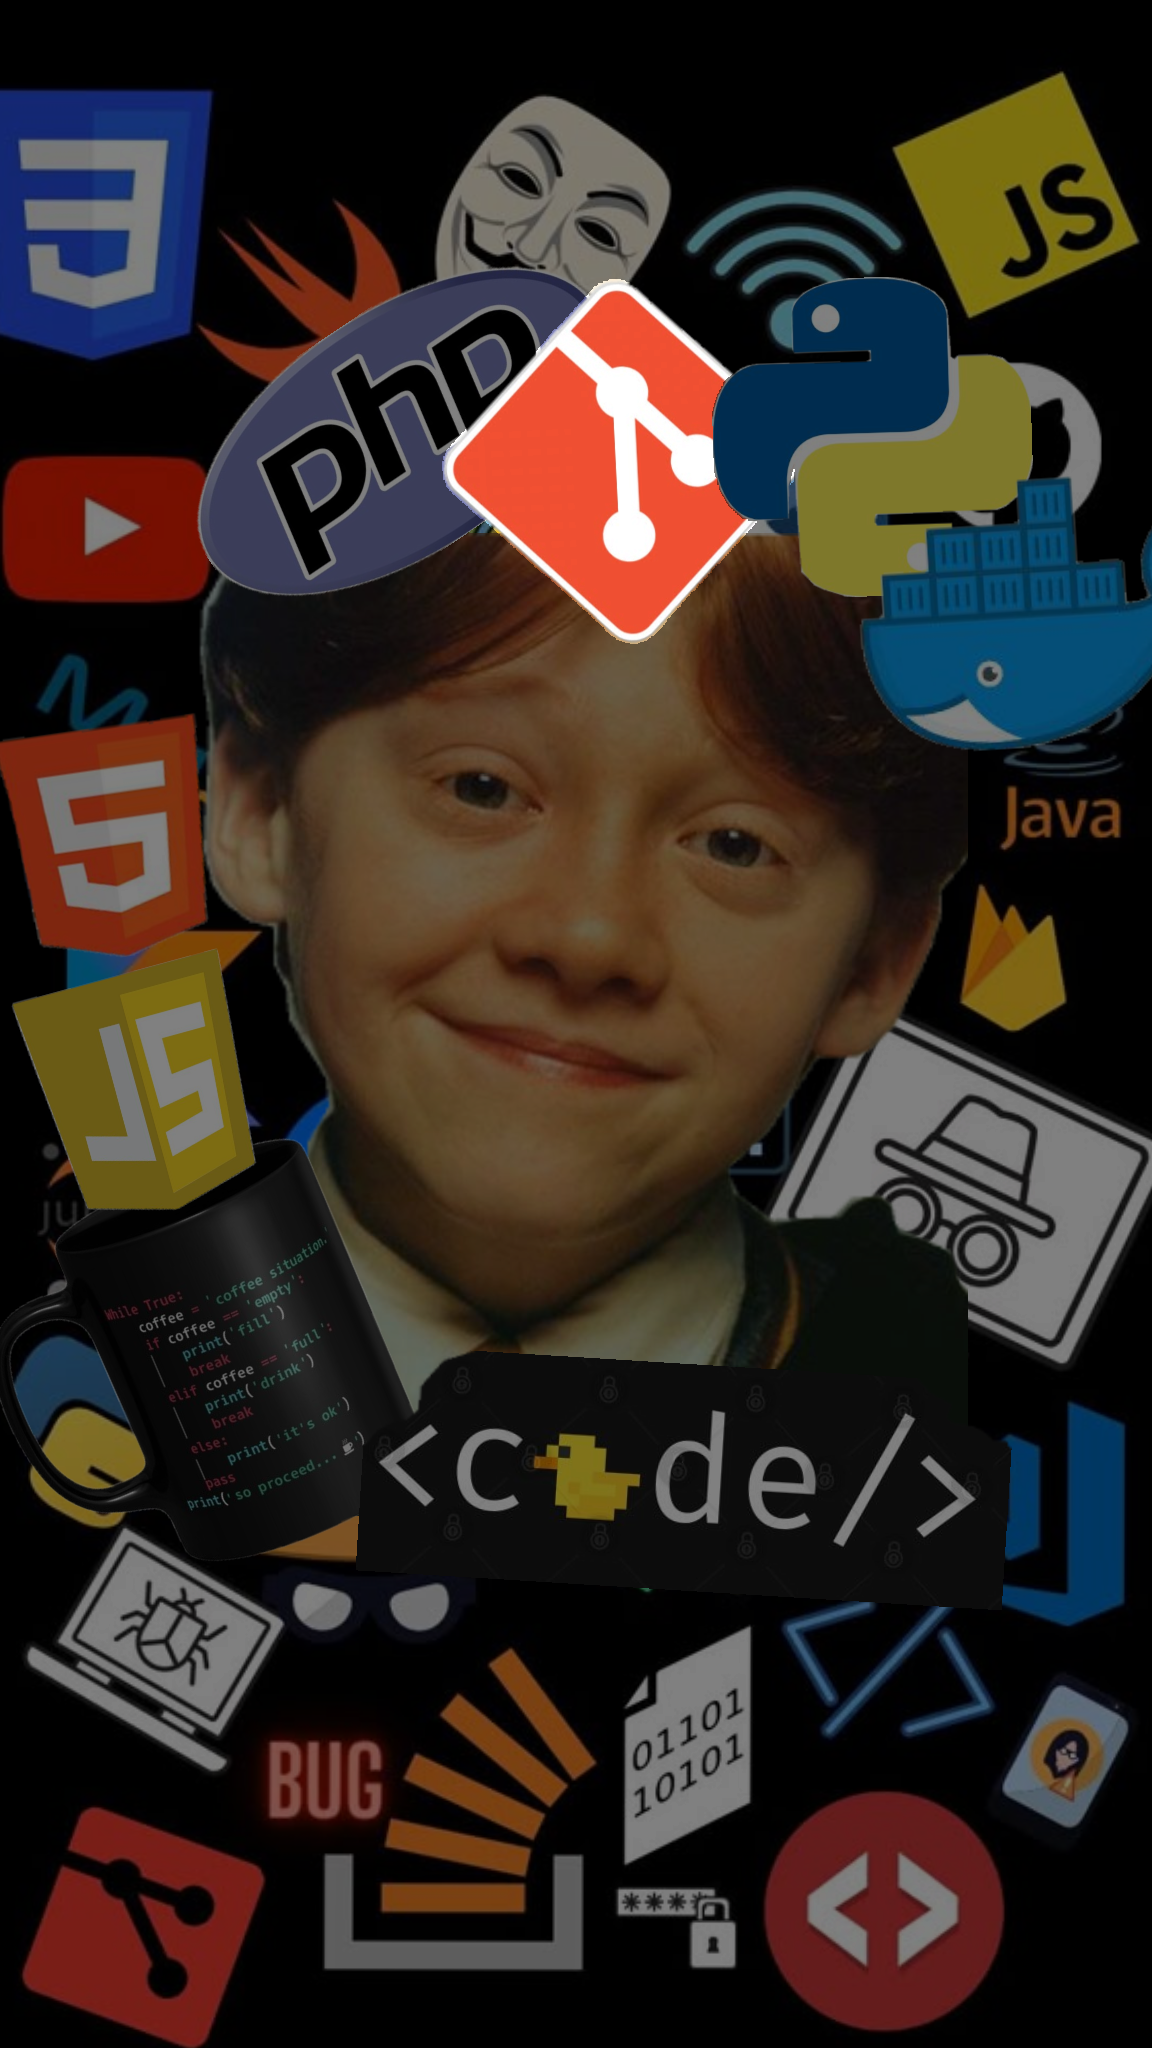 JS
php
Java
JS
While True:
coffee = 'coffee situation'
if coffee == 'empty':
print('fill')
break
elif coffee == 'full':
print('drink')
break
else:
print('it's ok')
pass
print('so proceed... ☕')
<c de/>
BUG
01101
10101
****